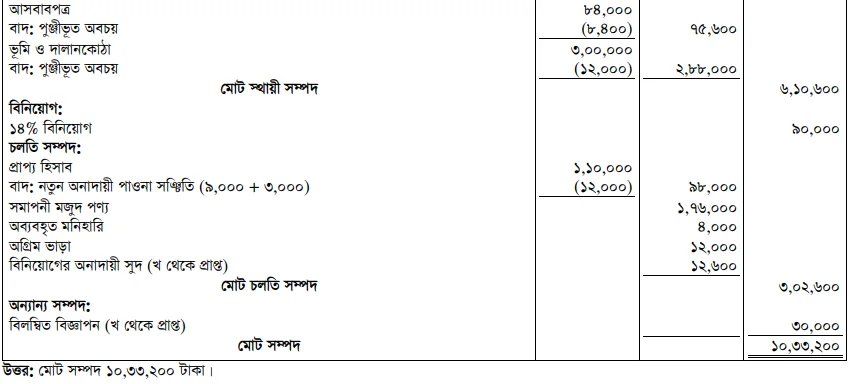 আসবাবপত্র ৮৪,০০০
বাদ: পুঞ্জীভূত অবচয় (৮,৪০০) ৭৫,৬০০
ভূমি ও দালানকোঠা ৩,০০,০০০
বাদ: পুঞ্জীভূত অবচয় (১২,০০০) ২,৮৮,০০০
মোট স্থায়ী সম্পদ ৬,১০,৬০০
বিনিয়োগ:
১৪% বিনিয়োগ ৯০,০০০
চলতি সম্পদ:
প্রাপ্য হিসাব ১,১০,০০০
বাদ: নতুন অনাদায়ী পাওনা সঞ্চিতি (৯,০০০ + ৩,০০০) (১২,০০০) ৯৮,০০০
সমাপনী মজুদ পণ্য ১,৭৬,০০০
অব্যবহৃত মনিহারি ৪,০০০
অগ্রিম ভাড়া ১২,০০০
বিনিয়োগের অনাদায়ী সুদ (খ থেকে প্রাপ্ত) ১২,৬০০
মোট চলতি সম্পদ ৩,০২,৬০০
অন্যান্য সম্পদ:
বিলম্বিত বিজ্ঞাপন (খ থেকে প্রাপ্ত) ৩০,০০০
মোট সম্পদ ১০,৩৩,২০০
উত্তর: মোট সম্পদ ১০,৩৩,২০০ টাকা।